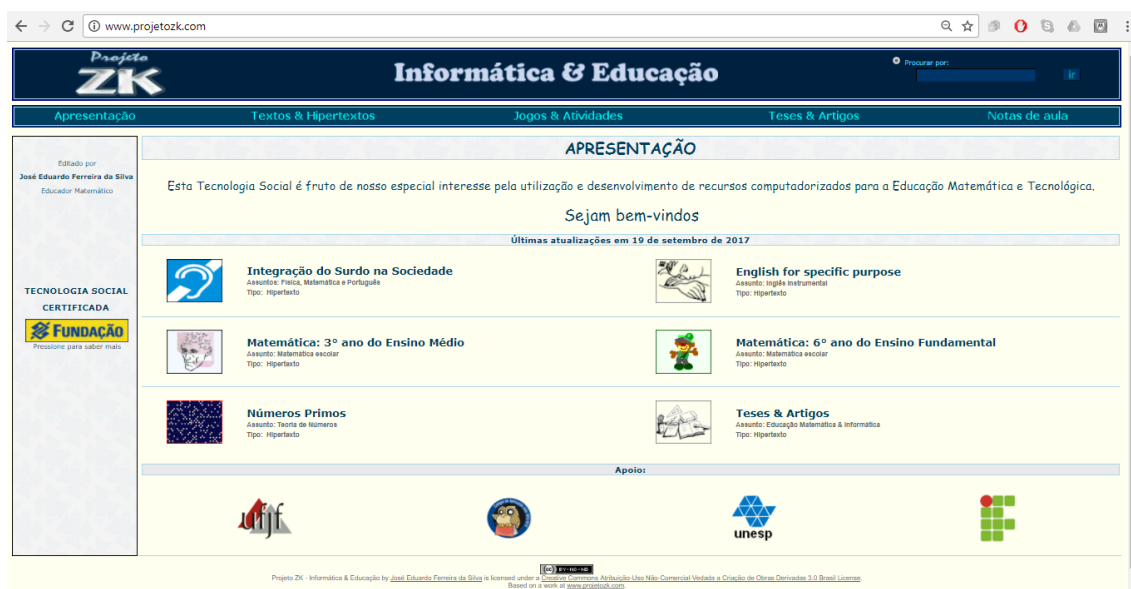 www.projetozk.com
Projeto
ZK
Informática & Educação
Procurar por:
ir
Apresentação
Textos & Hipertextos
Jogos & Atividades
Teses & Artigos
Notas de aula
Editado por
José Eduardo Ferreira da Silva
Educador Matemático
TECNOLOGIA SOCIAL
CERTIFICADA
FUNDAÇÃO
Pressione para saber mais
APRESENTAÇÃO
Esta Tecnologia Social é fruto de nosso especial interesse pela utilização e desenvolvimento de recursos computadorizados para a Educação Matemática e Tecnológica.
Sejam bem-vindos
Últimas atualizações em 19 de setembro de 2017
Integração do Surdo na Sociedade
Assuntos: Física, Matemática e Português
Tipo: Hipertexto
English for specific purpose
Assunto: Inglês instrumental
Tipo: Hipertexto
Matemática: 3° ano do Ensino Médio
Assunto: Matemática escolar
Tipo: Hipertexto
Matemática: 6° ano do Ensino Fundamental
Assunto: Matemática escolar
Tipo: Hipertexto
Números Primos
Assunto: Teoria de Números
Tipo: Hipertexto
Teses & Artigos
Assunto: Educação Matemática & Informática
Tipo: Hipertexto
Apoio:
ufjf
unesp
(cc) BY-NC-ND
Projeto ZK - Informática & Educação by José Eduardo Ferreira da Silva is licensed under a Creative Commons Atribuição-Uso Não-Comercial-Vedada a Criação de Obras Derivadas 3.0 Brasil License.
Based on a work at www.projetozk.com.